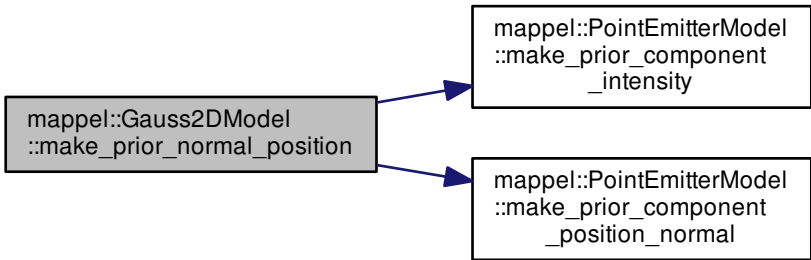 mappel::Gauss2DModel
::make_prior_normal_position
mappel::PointEmitterModel
::make_prior_component
_intensity
mappel::PointEmitterModel
::make_prior_component
_position_normal